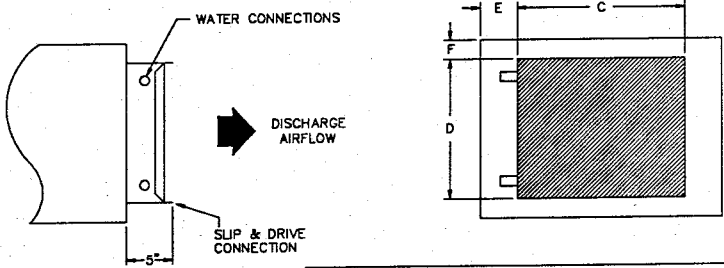 WATER CONNECTIONS
DISCHARGE
AIRFLOW
SLIP & DRIVE
CONNECTION
5"
E
C
F
D